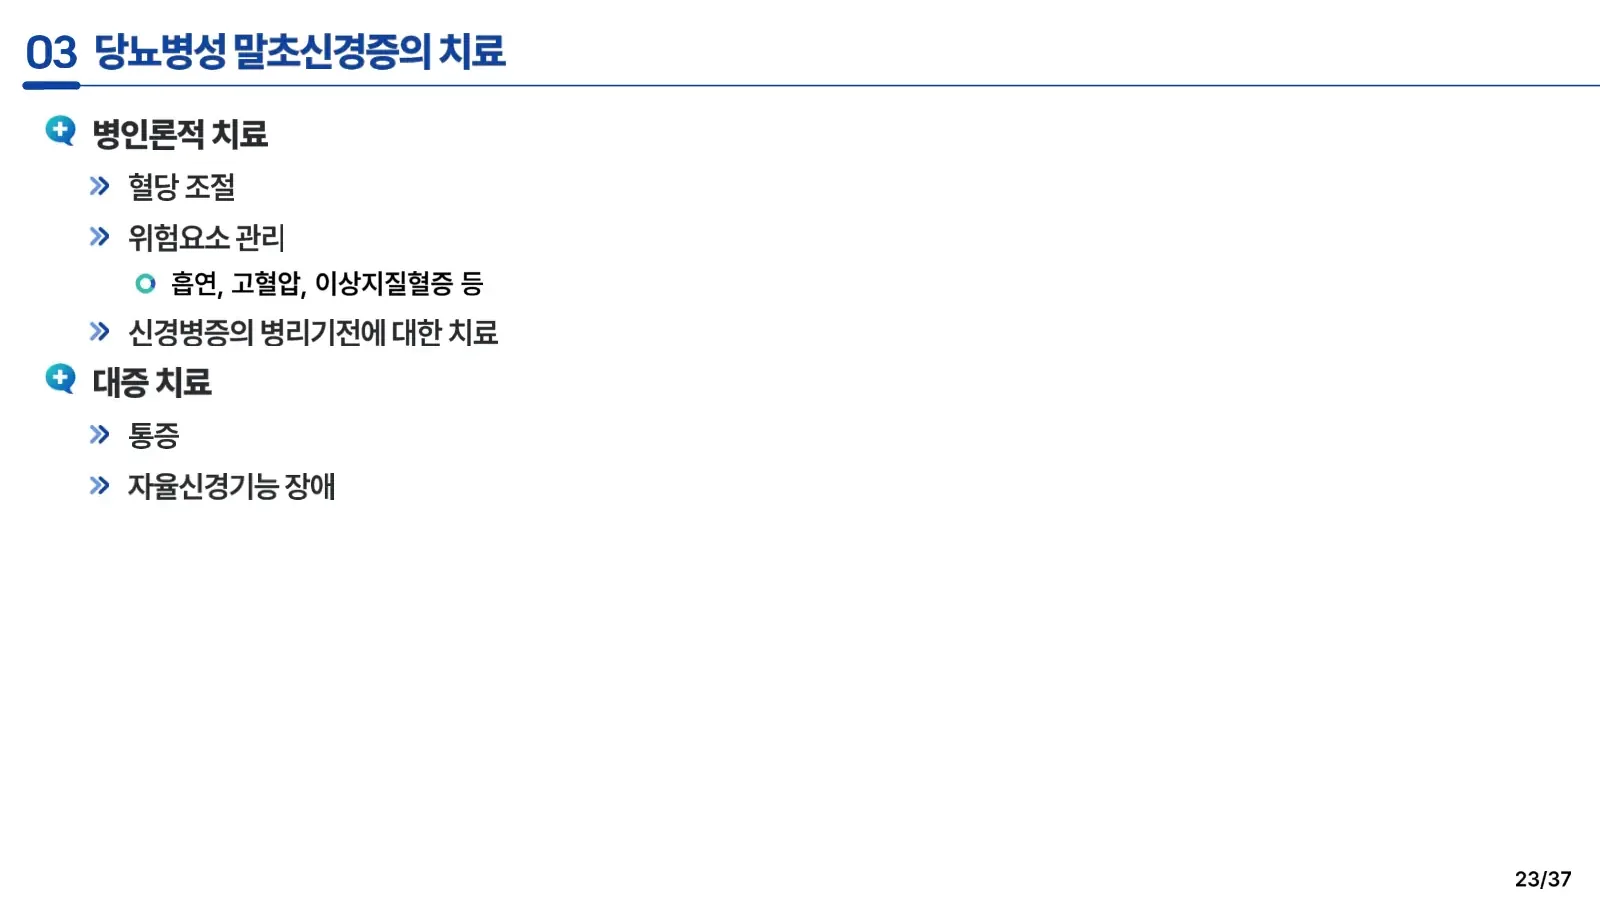 03 당뇨병성 말초신경증의 치료
병인론적 치료
혈당 조절
위험요소 관리
흡연, 고혈압, 이상지질혈증 등
신경병증의 병리기전에 대한 치료
대증 치료
통증
자율신경기능 장애
23/37